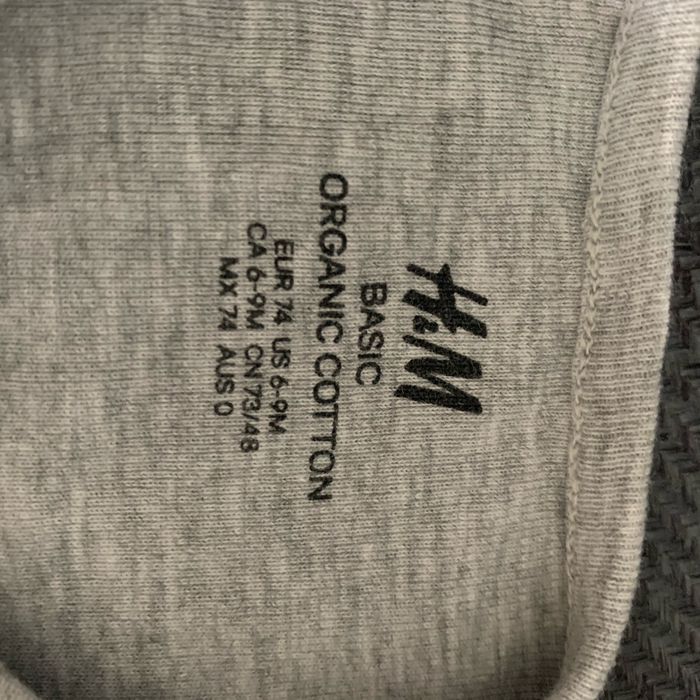 H&M
BASIC
ORGANIC COTTON
EUR 74 US 6-9M
CA 6-9M CN 73/48
MX 74 AUS 0